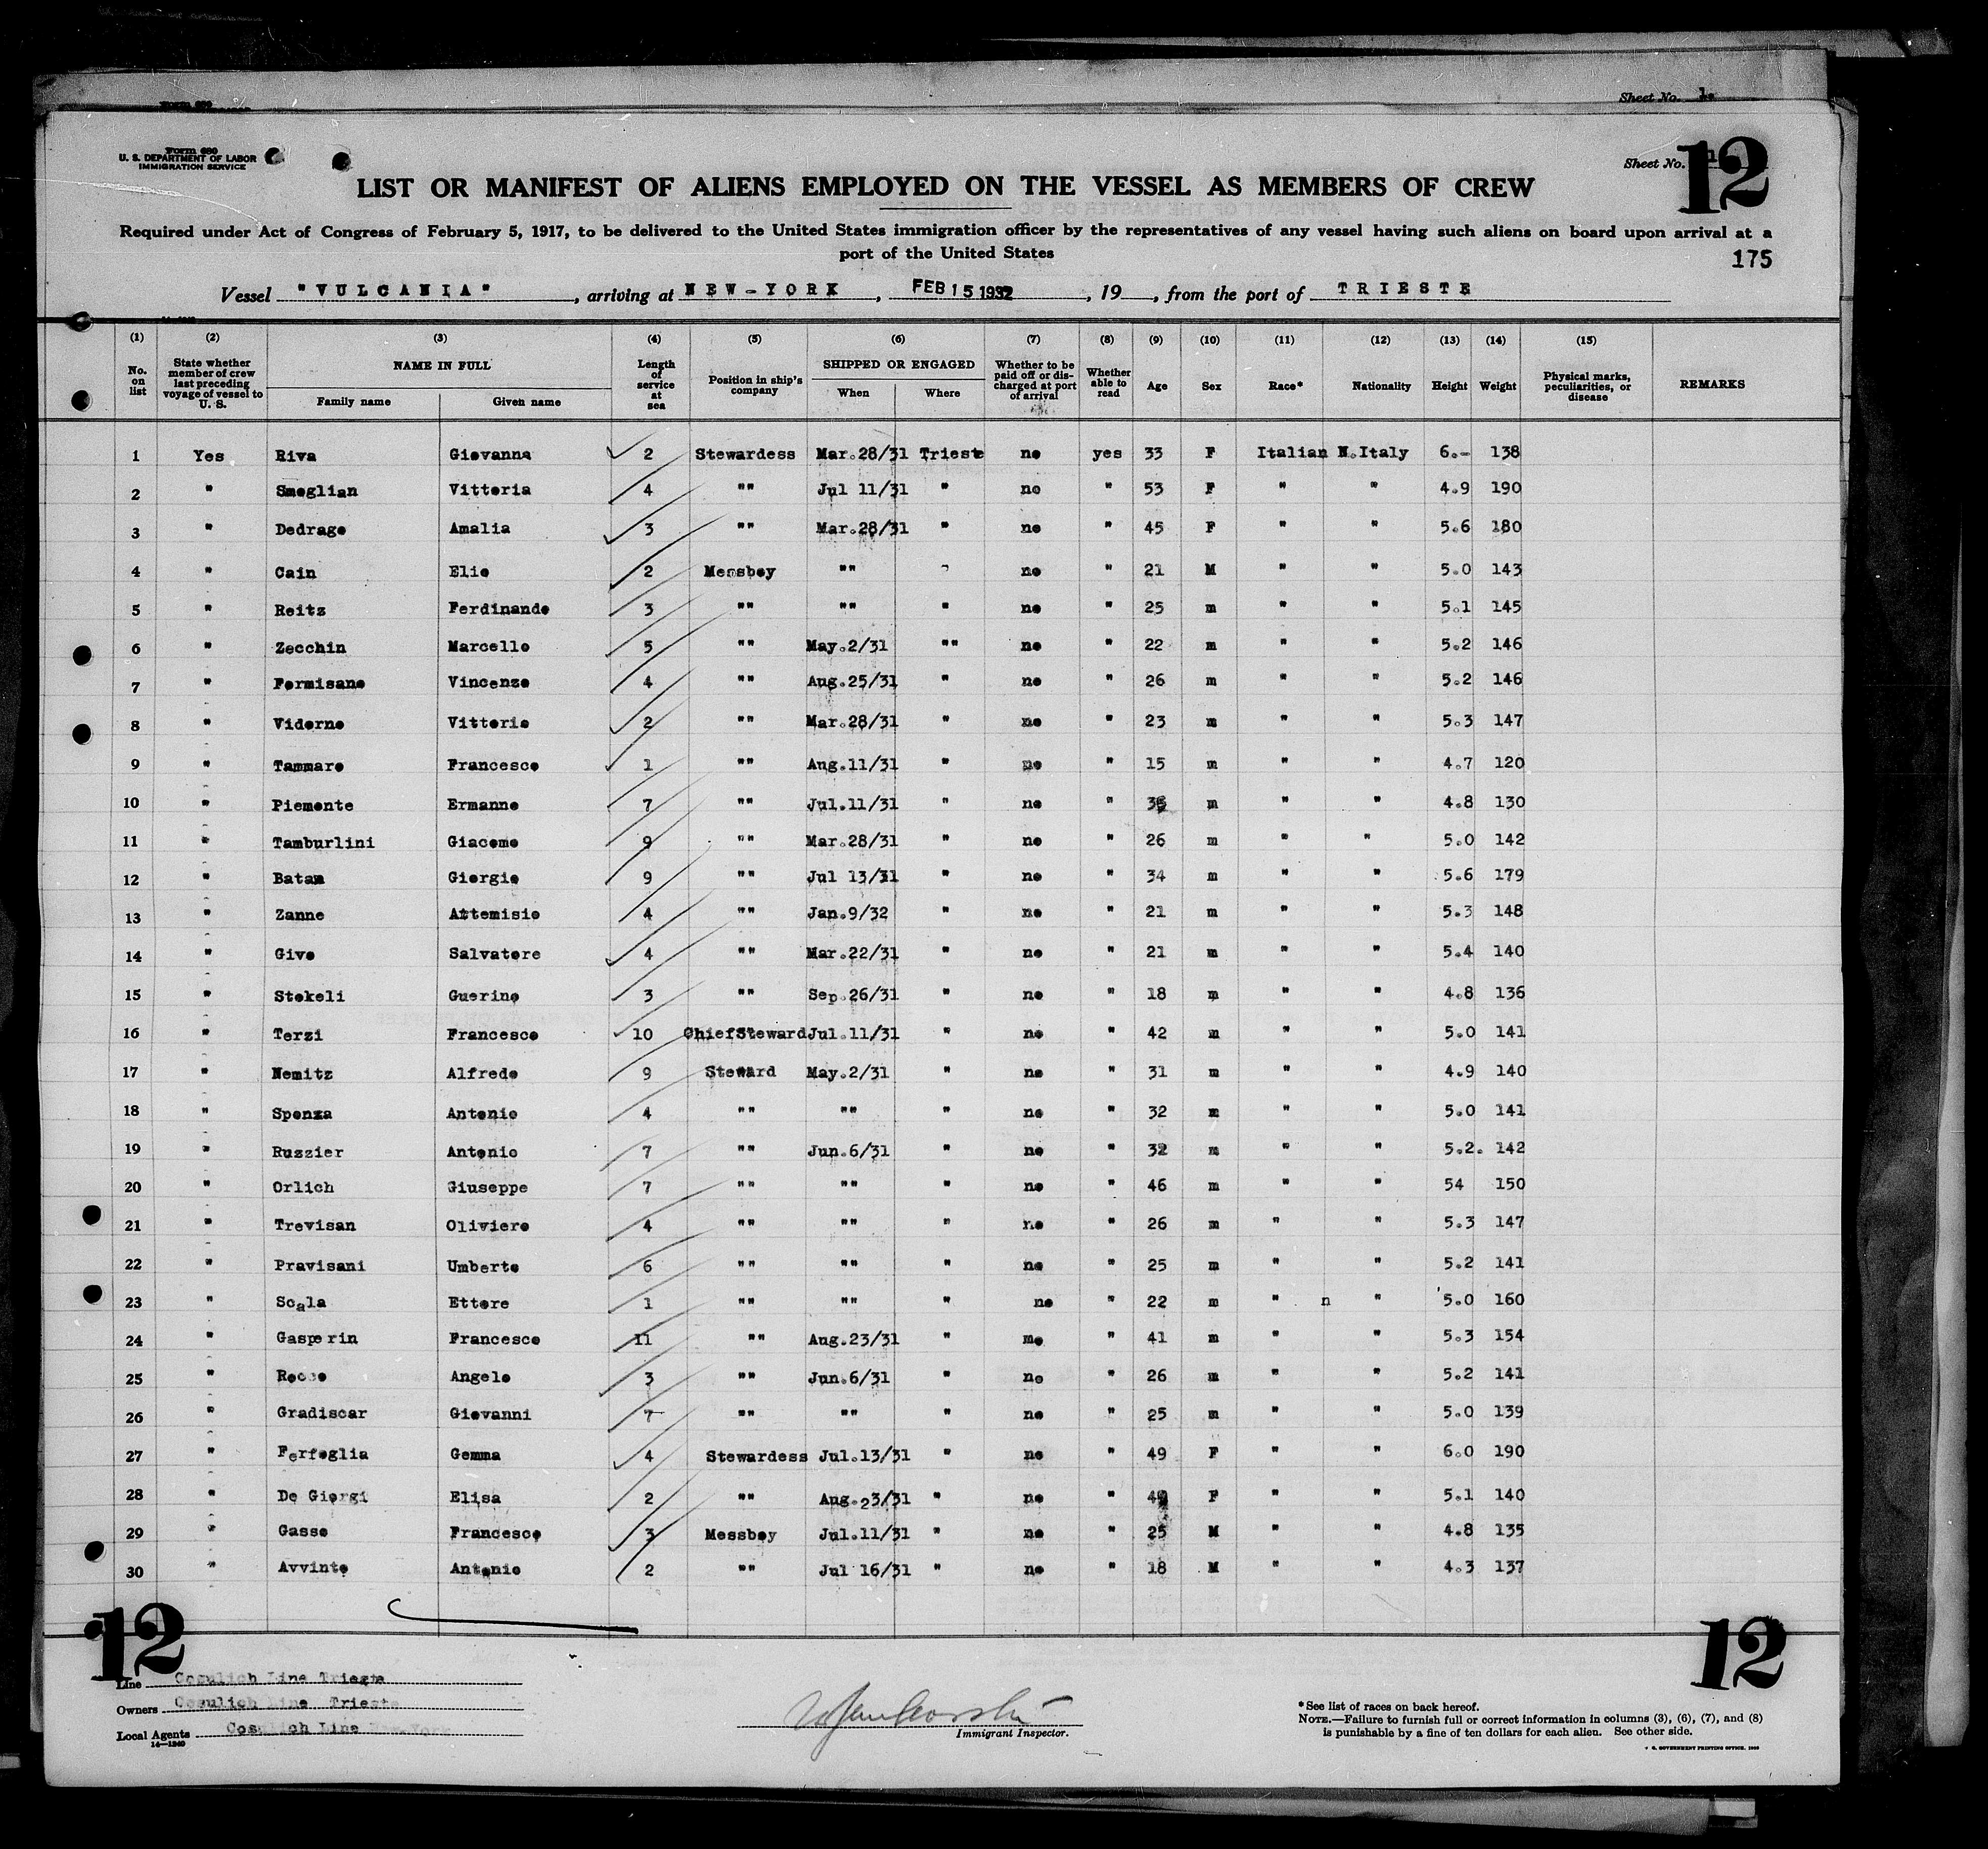 Form 680
Sheet No. 1.
Form 680
U. S. DEPARTMENT OF LABOR
IMMIGRATION SERVICE
Sheet No. 12
LIST OR MANIFEST OF ALIENS EMPLOYED ON THE VESSEL AS MEMBERS OF CREW
Required under Act of Congress of February 5, 1917, to be delivered to the United States immigration officer by the representatives of any vessel having such aliens on board upon arrival at a
port of the United States
175
Vessel "VULCANIA", arriving at NEW-YORK, FEB 15 1932, 19, from the port of TRIESTE
(1) (2) (3) (4) (5) (6) (7) (8) (9) (10) (11) (12) (13) (14) (15)
No. on list State whether member of crew last preceding voyage of vessel to U. S. NAME IN FULL Family name Given name Length of service at sea Position in ship's company SHIPPED OR ENGAGED When Where Whether to be paid off or discharged at port of arrival Whether able to read Age Sex Race* Nationality Height Weight Physical marks, peculiarities, or disease REMARKS
1 Yes Riva Giovanna 2 Stewardess Mar.28/31 Trieste no yes 33 F Italian N.Italy 6.- 138
2 " Smoglian Vittoria 4 "" Jul 11/31 " no " 53 F " " 4.9 190
3 " Dedrago Amalia 3 "" Mar.28/31 " no " 45 F " " 5.6 180
4 " Cain Elio 2 Messboy "" " no " 21 M " " 5.0 143
5 " Reitz Ferdinando 3 "" "" " no " 25 m " " 5.1 145
6 " Zecchin Marcello 5 "" May.2/31 "" no " 22 m " " 5.2 146
7 " Formisano Vincenzo 4 "" Aug.25/31 " no " 26 m " " 5.2 146
8 " Viderno Vittorio 2 "" Mar.28/31 " no " 23 m " " 5.3 147
9 " Tammaro Francesco 1 "" Aug.11/31 " no " 15 m " " 4.7 120
10 " Piemonte Ermanno 7 "" Jul.11/31 " no " m " " 4.8 130
11 " Tamburlini Giacomo 9 "" Mar.28/31 " no " 26 m " " 5.0 142
12 " Batam Giorgio 9 "" Jul 13/31 " no " 34 m " " 5.6 179
13 " Zanne Attemisio 4 "" Jan.9/32 " no " 21 m " " 5.3 148
14 " Givo Salvatore 4 "" Mar.22/31 " no " 21 m " " 5.4 140
15 " Stokeli Guerino 3 "" Sep.26/31 " no " 18 m " " 4.8 136
16 " Terzi Francesco 10 ChiefSteward Jul.11/31 " no " 42 m " " 5.0 141
17 " Nemitz Alfredo 9 Steward May.2/31 " no " 31 m " " 4.9 140
18 " Sponza Antonio 4 "" "" " no " 32 m " " 5.0 141
19 " Ruzzier Antonio 7 "" Jun.6/31 " no " 32 m " " 5.2. 142
20 " Orlich Giuseppe 7 "" "" " no " 46 m " " 54 150
21 " Trevisan Oliviero 4 "" "" " no " 26 m " " 5.3 147
22 " Pravisani Umberto 6 "" "" " no " 25 m " " 5.2 141
23 " Scala Ettore 1 "" "" " no " 22 m " n " 5.0 160
24 " Gasperin Francesco 11 "" Aug.23/31 " mo " 41 m " " 5.3 154
25 " Rocco Angelo 3 "" Jun.6/31 " no " 26 m " " 5.2 141
26 " Gradiscar Giovanni 7 "" "" " no " 25 m " " 5.0 139
27 " Ferfoglia Gemma 4 Stewardess Jul.13/31 " no " 49 F " " 6.0 190
28 " De Giorgi Elisa 2 "" Aug.23/31 " no " F " " 5.1 140
29 " Gasso Francesco 3 Messboy Jul.11/31 " no " 25 M " " 4.8 135
30 " Avvinto Antonio 2 "" Jul 16/31 " no " 18 M " " 4.3 137
12
12
Line Cosulich Line Trieste
Owners Cosulich Line Trieste
Local Agents Cosulich Line New-York
14—1240
Immigrant Inspector.
*See list of races on back hereof.
NOTE.—Failure to furnish full or correct information in columns (3), (6), (7), and (8)
is punishable by a fine of ten dollars for each alien. See other side.
GOVERNMENT PRINTING OFFICE